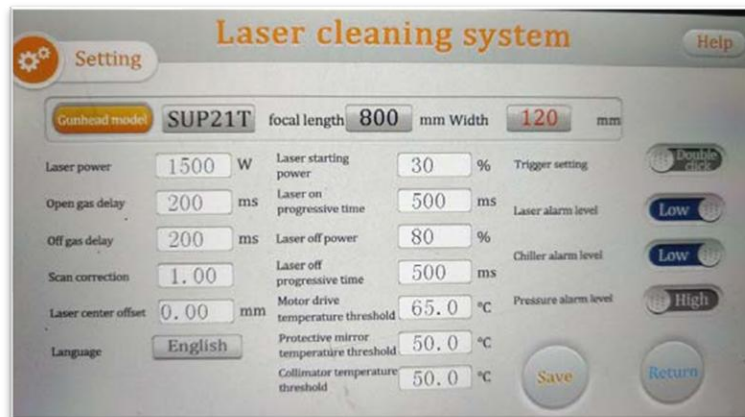 Laser cleaning system
Setting
Help
Gunhead model SUP21T focal length 800 mm Width 120 mm
Laser power 1500 W
Open gas delay 200 ms
Off gas delay 200 ms
Scan correction 1.00
Laser center offset 0.00 mm
Language English
Laser starting
power 30 %
Laser on
progressive time 500 ms
Laser off power 80 %
Laser off
progressive time 500 ms
Motor drive
temperature threshold 65.0 °C
Protective mirror
temperature threshold 50.0 °C
Collimator temperature
threshold 50.0 °C
Trigger setting Double
click
Laser alarm level Low
Chiller alarm level Low
Pressure alarm level High
Save
Return